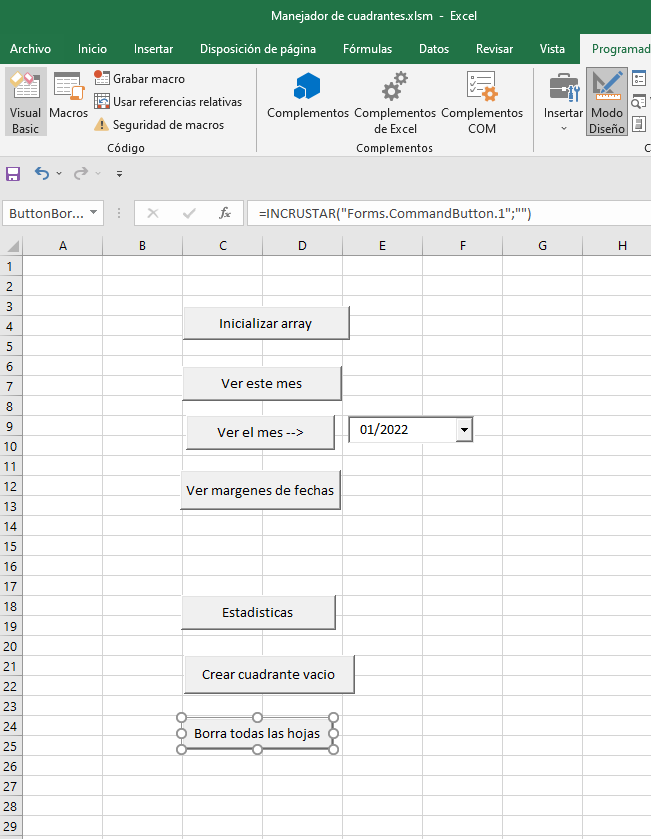 Manejador de cuadrantes.xlsm - Excel
Archivo Inicio Insertar Disposición de página Fórmulas Datos Revisar Vista Programad
Visual Basic
Macros
Grabar macro
Usar referencias relativas
Seguridad de macros
Código
Complementos
Complementos de Excel
Complementos COM
Complementos
Insertar
Modo Diseño
C
ButtonBor...
fx
=INCRUSTAR("Forms.CommandButton.1";"")
A B C D E F G H
1
2
3
4
Inicializar array
5
6
7
Ver este mes
8
9
Ver el mes -->
01/2022
10
11
12
Ver margenes de fechas
13
14
15
16
17
18
Estadisticas
19
20
21
Crear cuadrante vacio
22
23
24
Borra todas las hojas
25
26
27
28
29